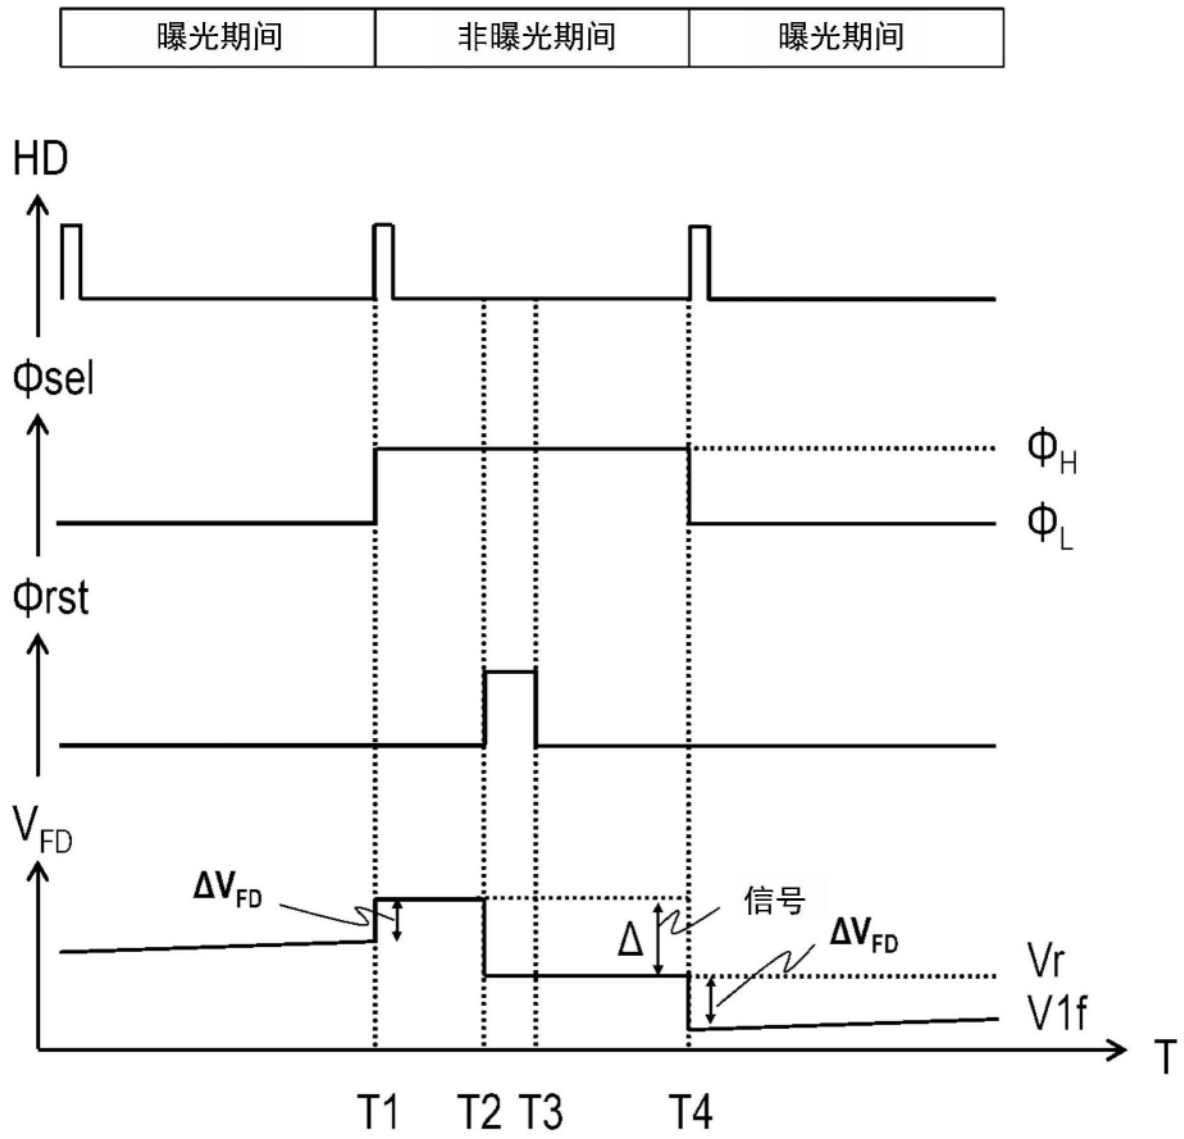 曝光期间 非曝光期间 曝光期间
HD
Φsel
ΦH
ΦL
Φrst
VFD
ΔVFD
信号
Δ
ΔVFD
Vr
V1f
T
T1 T2 T3 T4